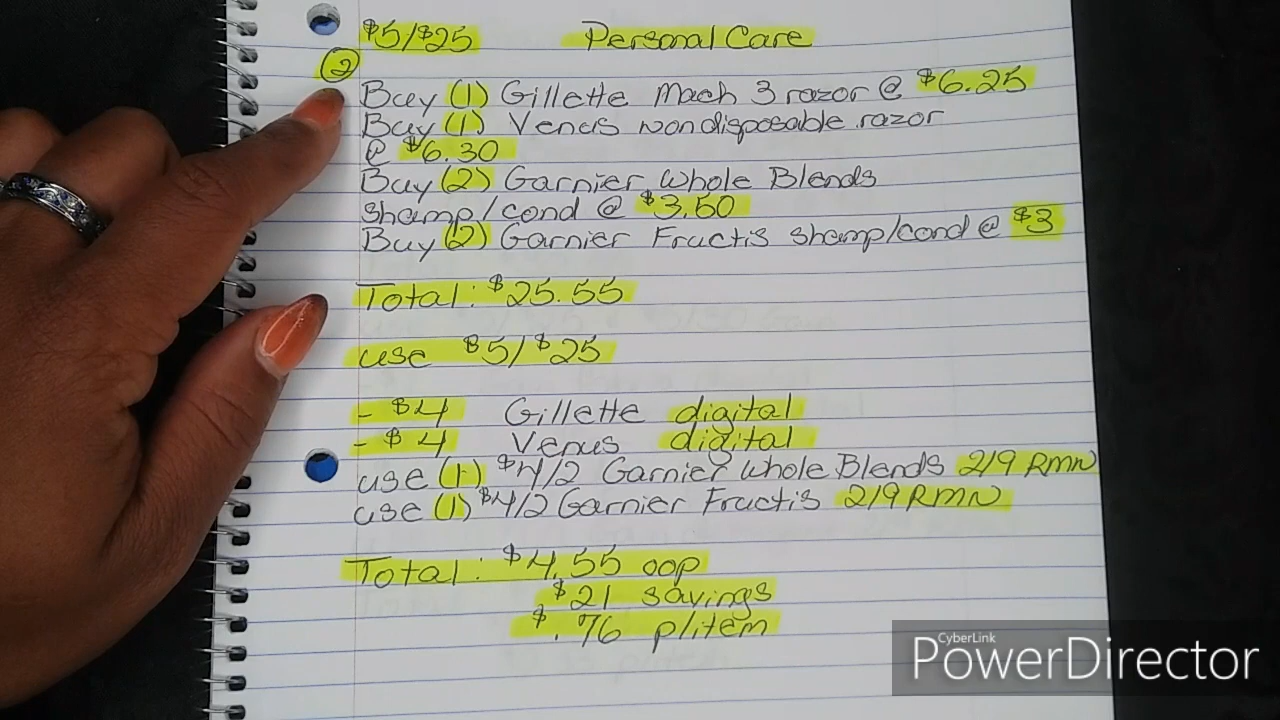 $5/$25 Personal Care
2
Buy (1) Gillette Mach 3 razor @ $6.25
Buy (1) Venus nondisposable razor
@ $6.30
Buy (2) Garnier Whole Blends
shamp/cond @ $3.50
Buy (2) Garnier Fructis shamp/cond @ $3
Total: $25.55
use $5/$25
- $4 Gillette digital
- $4 Venus digital
use (1) $4/2 Garnier Whole Blends 2/9 RMN
use (1) $4/2 Garnier Fructis 2/9 RMN
Total: $4.55 oop
$21 savings
$.76 p/item
CyberLink
PowerDirector